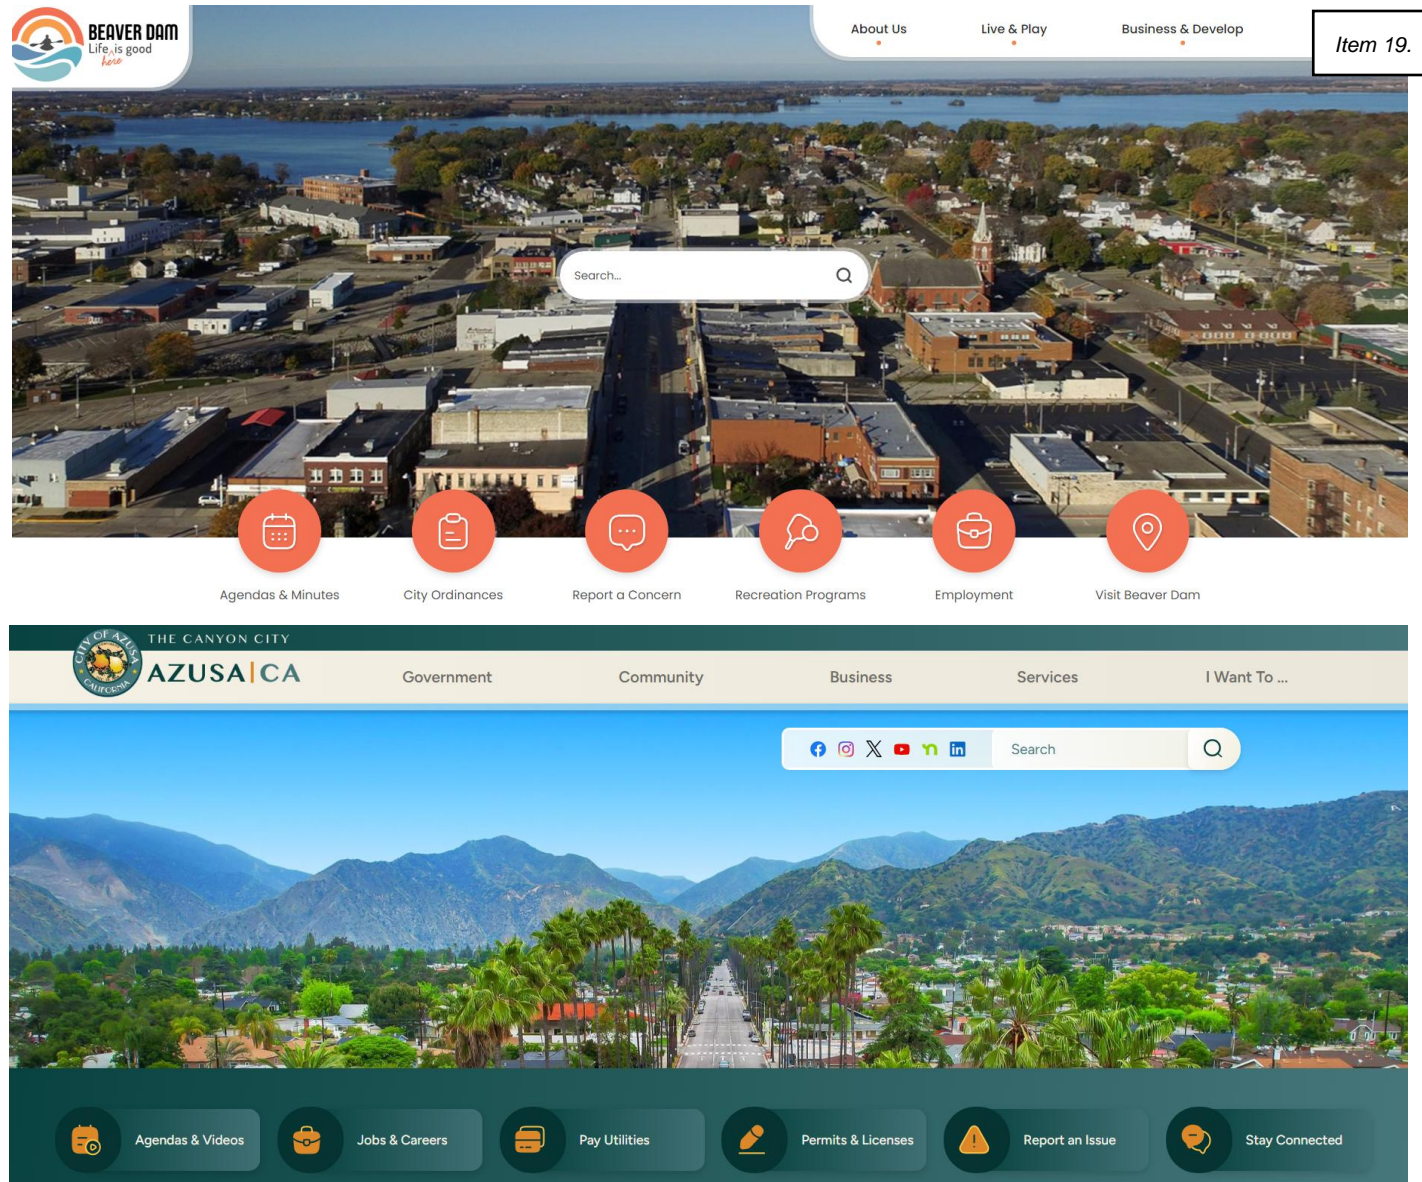 BEAVER DAM
Life is good
here
About Us
Live & Play
Business & Develop
Item 19.
Search...
Agendas & Minutes
City Ordinances
Report a Concern
Recreation Programs
Employment
Visit Beaver Dam
CITY OF AZUSA
CALIFORNIA
THE CANYON CITY
AZUSA|CA
Government
Community
Business
Services
I Want To ...
Search
Agendas & Videos
Jobs & Careers
Pay Utilities
Permits & Licenses
Report an Issue
Stay Connected